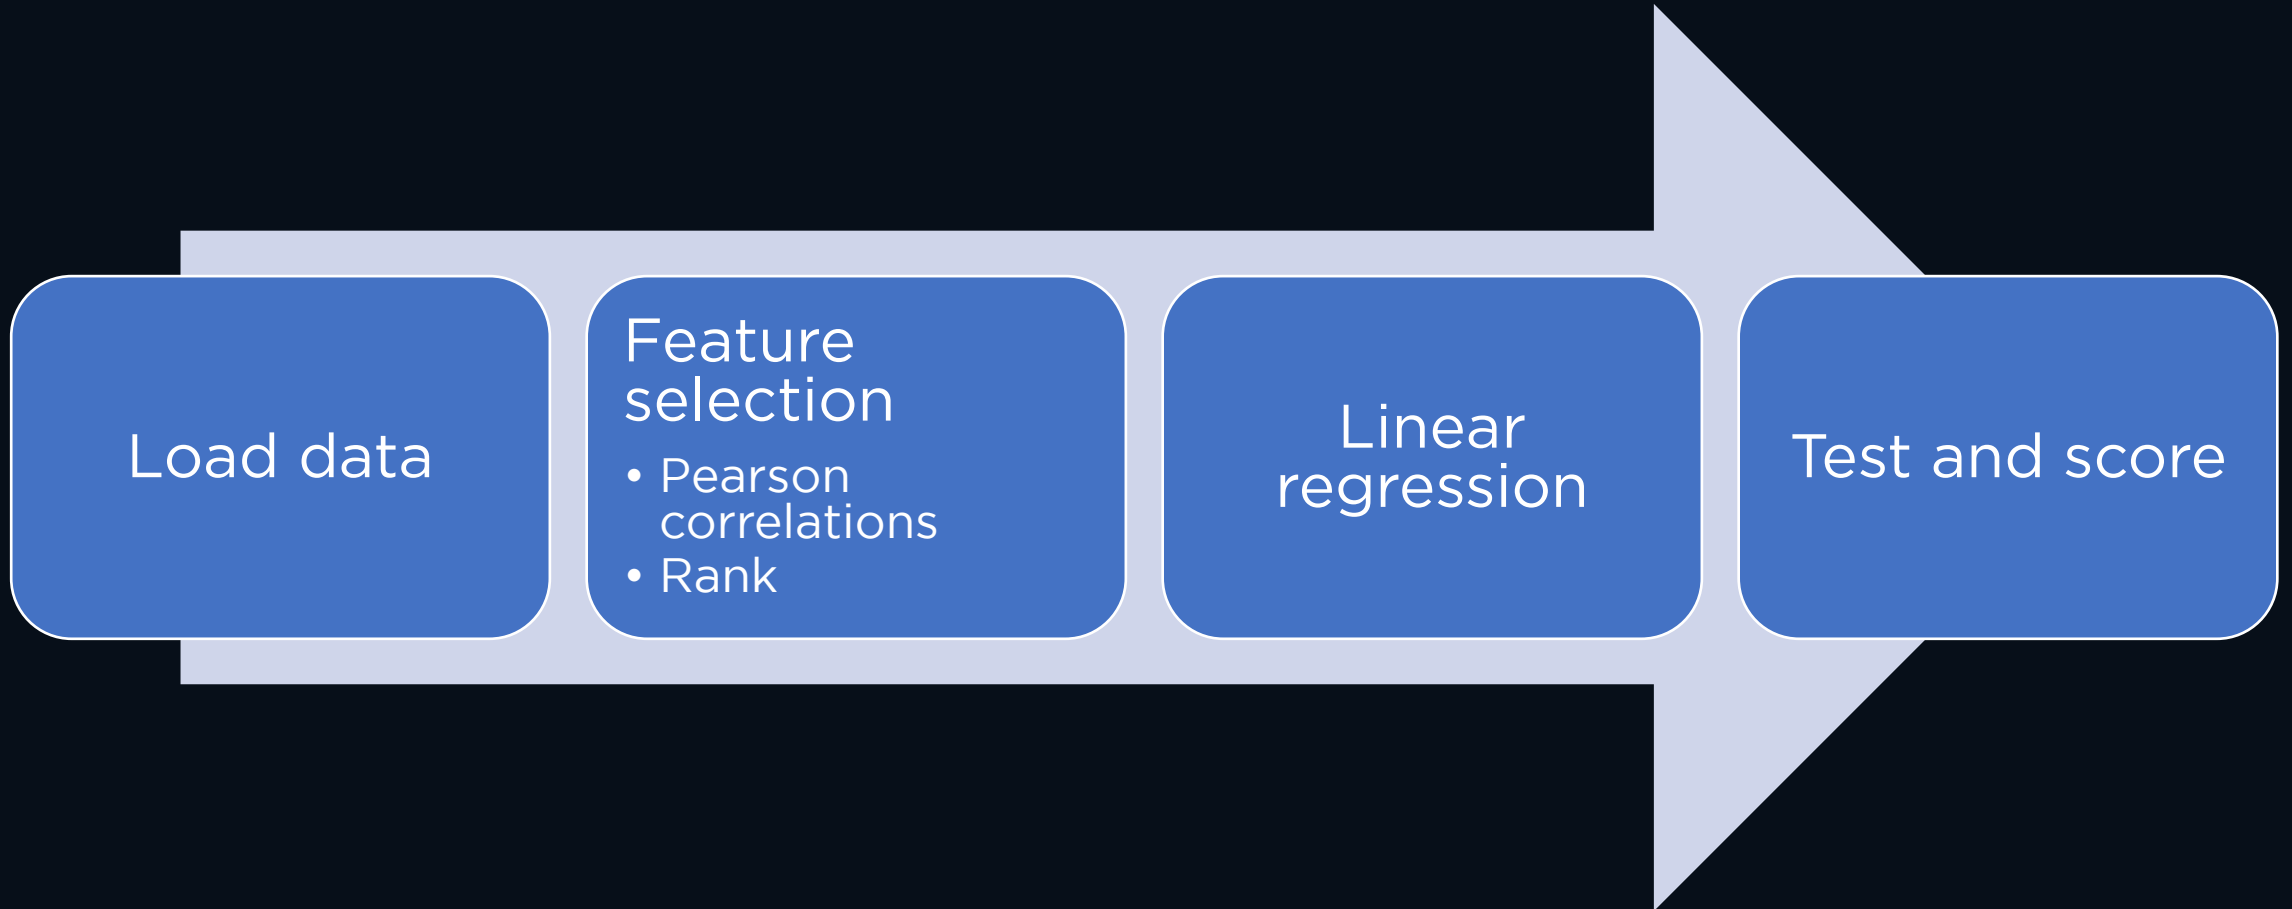 Load data
Feature
selection
• Pearson
correlations
• Rank
Linear
regression
Test and score